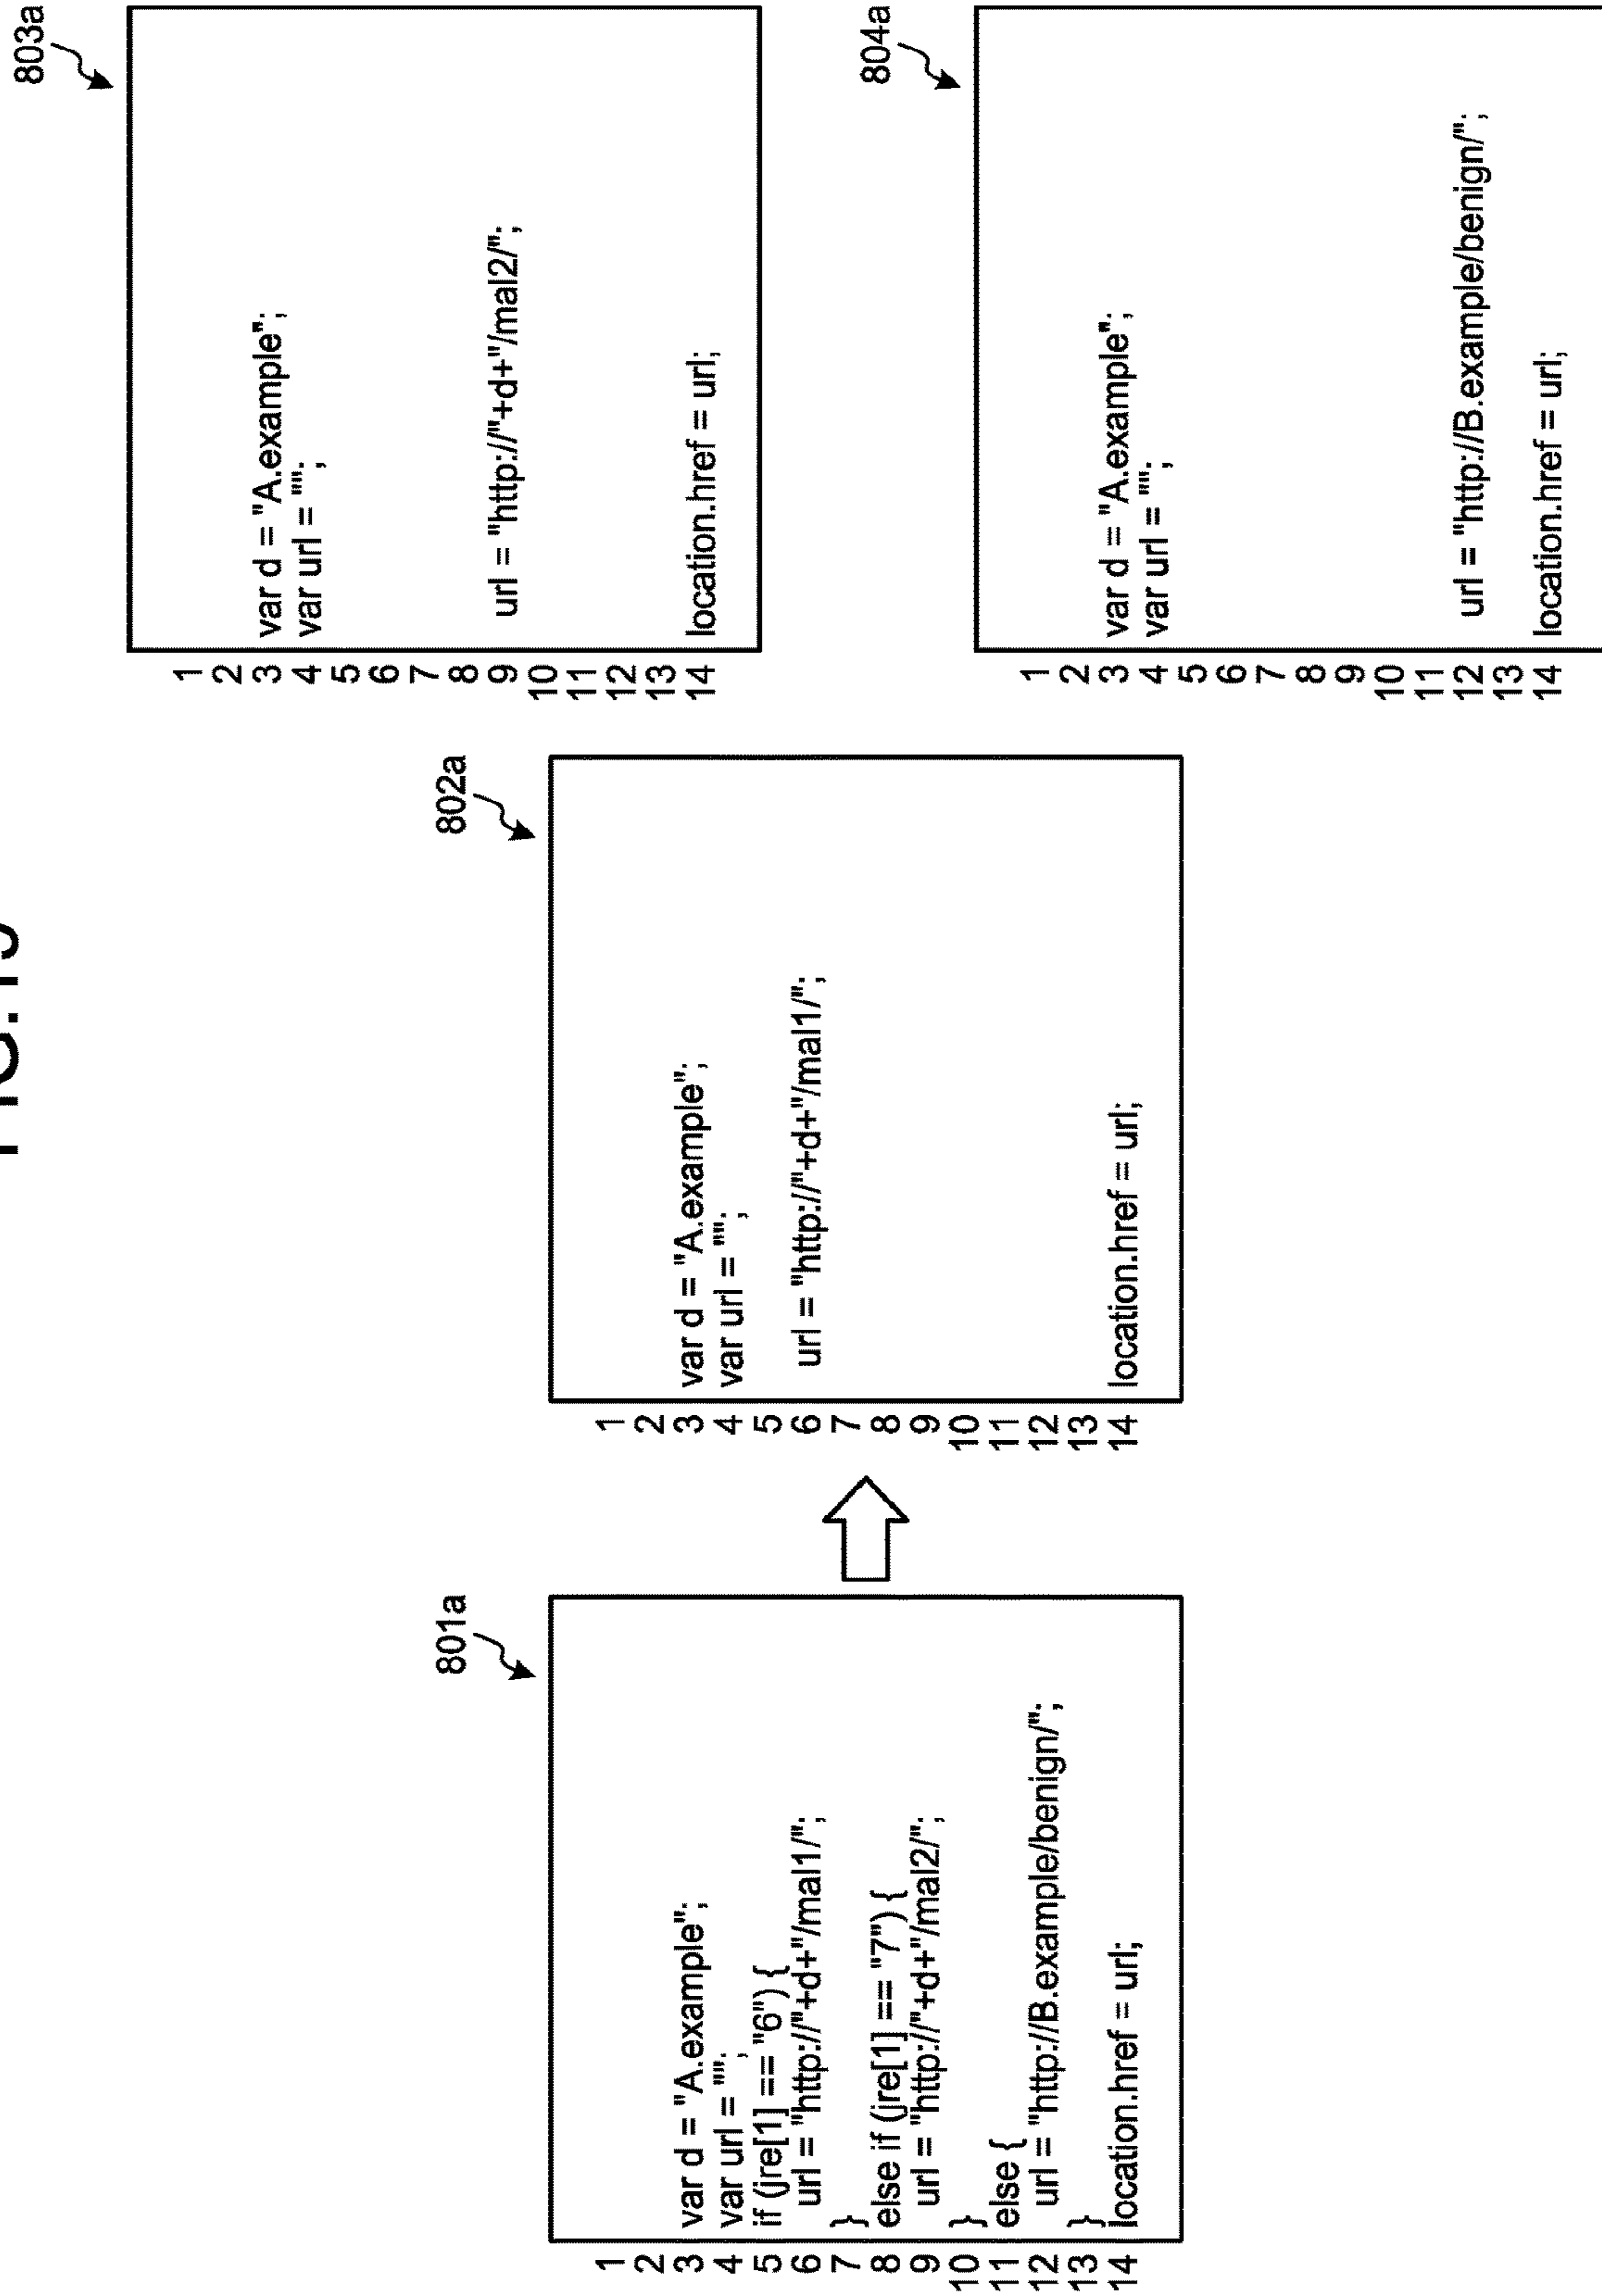 801a
1
2
3 var d = "A.example";
4 var url = "";
5 if (jre[1] == "6") {
6 url = "http://"+d+"/mal1/";
7 }
8 else if (jre[1] == "7") {
9 url = "http://"+d+"/mal2/";
10 }
11 else {
12 url = "http://B.example/benign/";
13 }
14 location.href = url;
802a
1
2
3 var d = "A.example";
4 var url = "";
5
6 url = "http://"+d+"/mal1/";
7
8
9
10
11
12
13
14 location.href = url;
803a
1
2
3 var d = "A.example";
4 var url = "";
5
6
7
8
9 url = "http://"+d+"/mal2/";
10
11
12
13
14 location.href = url;
804a
1
2
3 var d = "A.example";
4 var url = "";
5
6
7
8
9
10
11
12 url = "http://B.example/benign/";
13
14 location.href = url;